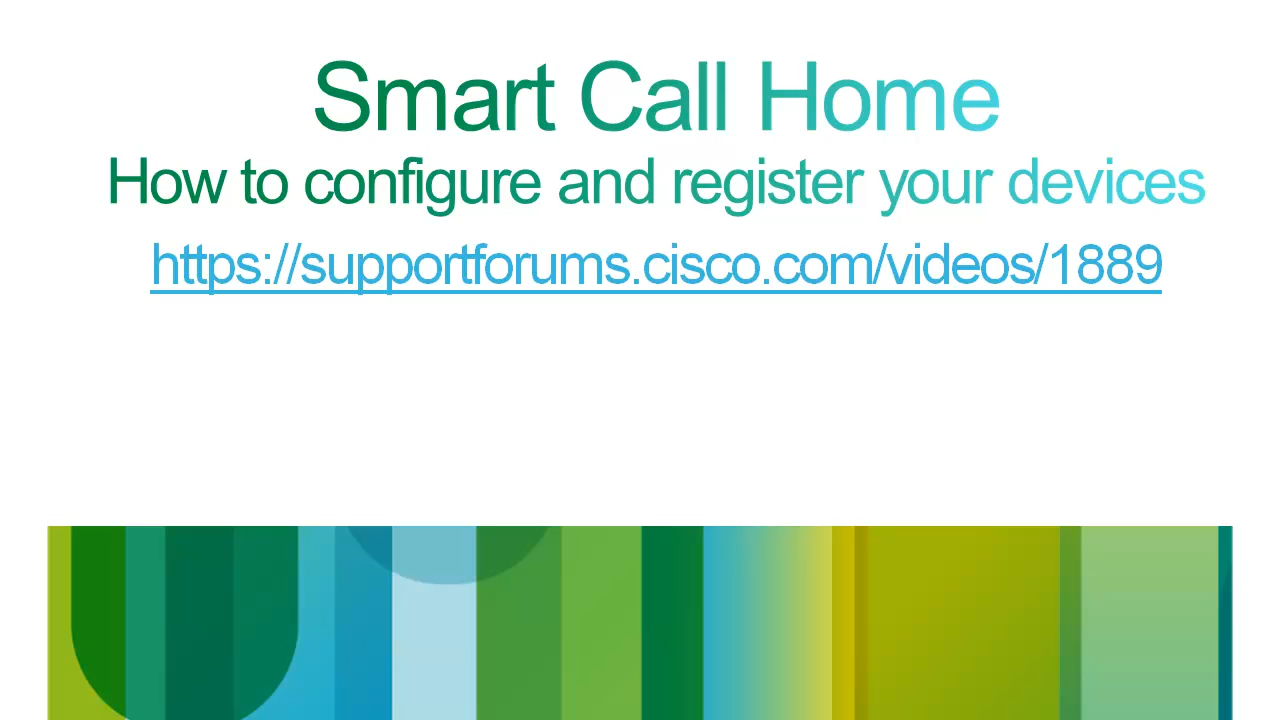 Smart Call Home
How to configure and register your devices
https://supportforums.cisco.com/videos/1889